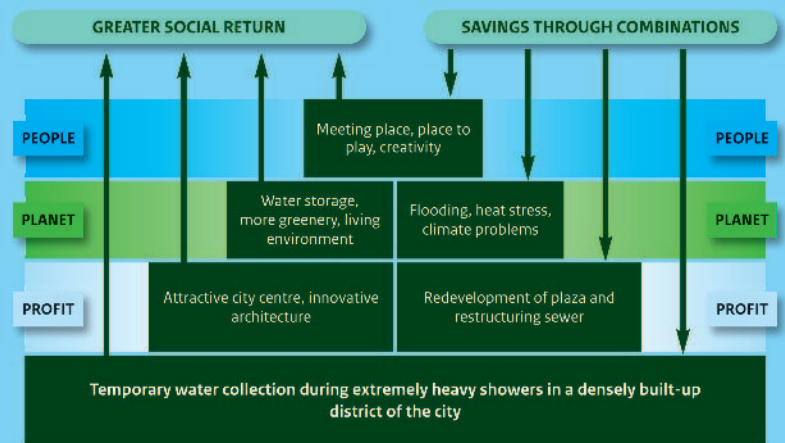 GREATER SOCIAL RETURN
SAVINGS THROUGH COMBINATIONS
PEOPLE
Meeting place, place to
play, creativity
PEOPLE
PLANET
Water storage,
more greenery, living
environment
Flooding, heat stress,
climate problems
PLANET
PROFIT
Attractive city centre, innovative
architecture
Redevelopment of plaza and
restructuring sewer
PROFIT
Temporary water collection during extremely heavy showers in a densely built-up
district of the city